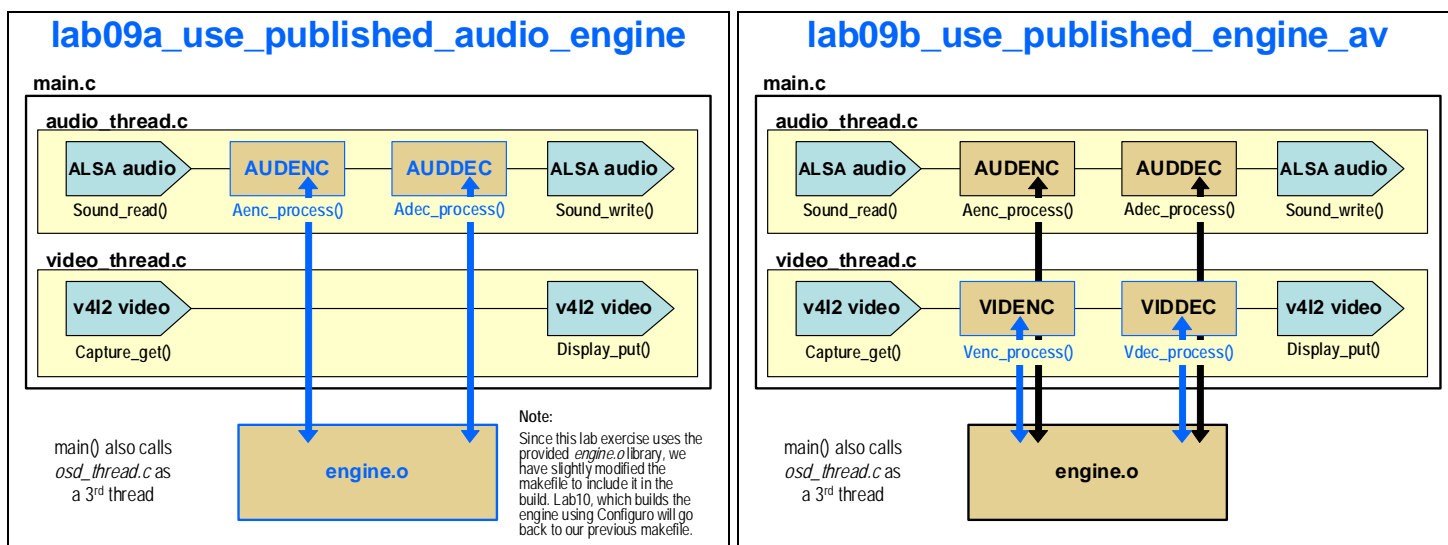 lab09a_use_published_audio_engine
main.c
audio_thread.c
ALSA audio
AUDENC
AUDDEC
ALSA audio
Sound_read()
Aenc_process()
Adec_process()
Sound_write()
video_thread.c
v4l2 video
v4l2 video
Capture_get()
Display_put()
main() also calls
osd_thread.c as
a 3rd thread
engine.o
Note:
Since this lab exercise uses the
provided engine.o library, we
have slightly modified the
makefile to include it in the
build. Lab10, which builds the
engine using Configuro will go
back to our previous makefile.
lab09b_use_published_engine_av
main.c
audio_thread.c
ALSA audio
AUDENC
AUDDEC
ALSA audio
Sound_read()
Aenc_process()
Adec_process()
Sound_write()
video_thread.c
v4l2 video
VIDENC
VIDDEC
v4l2 video
Capture_get()
Venc_process()
Vdec_process()
Display_put()
main() also calls
osd_thread.c as
a 3rd thread
engine.o